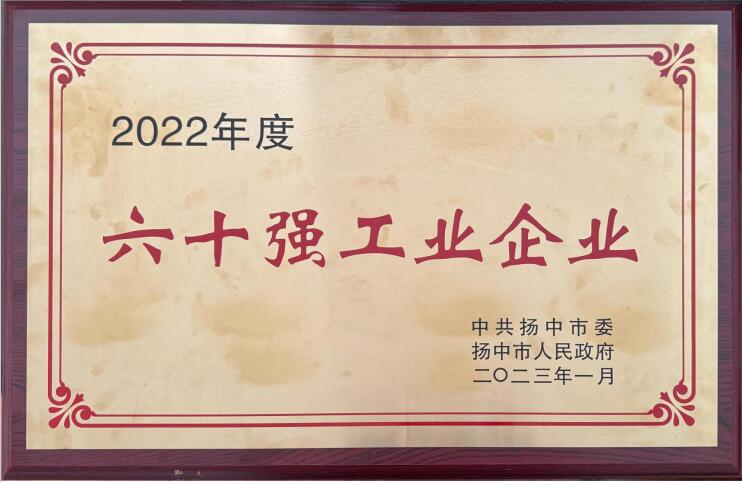 2022年度
六十强工业企业
中共扬中市委
扬中市人民政府
二〇二三年一月